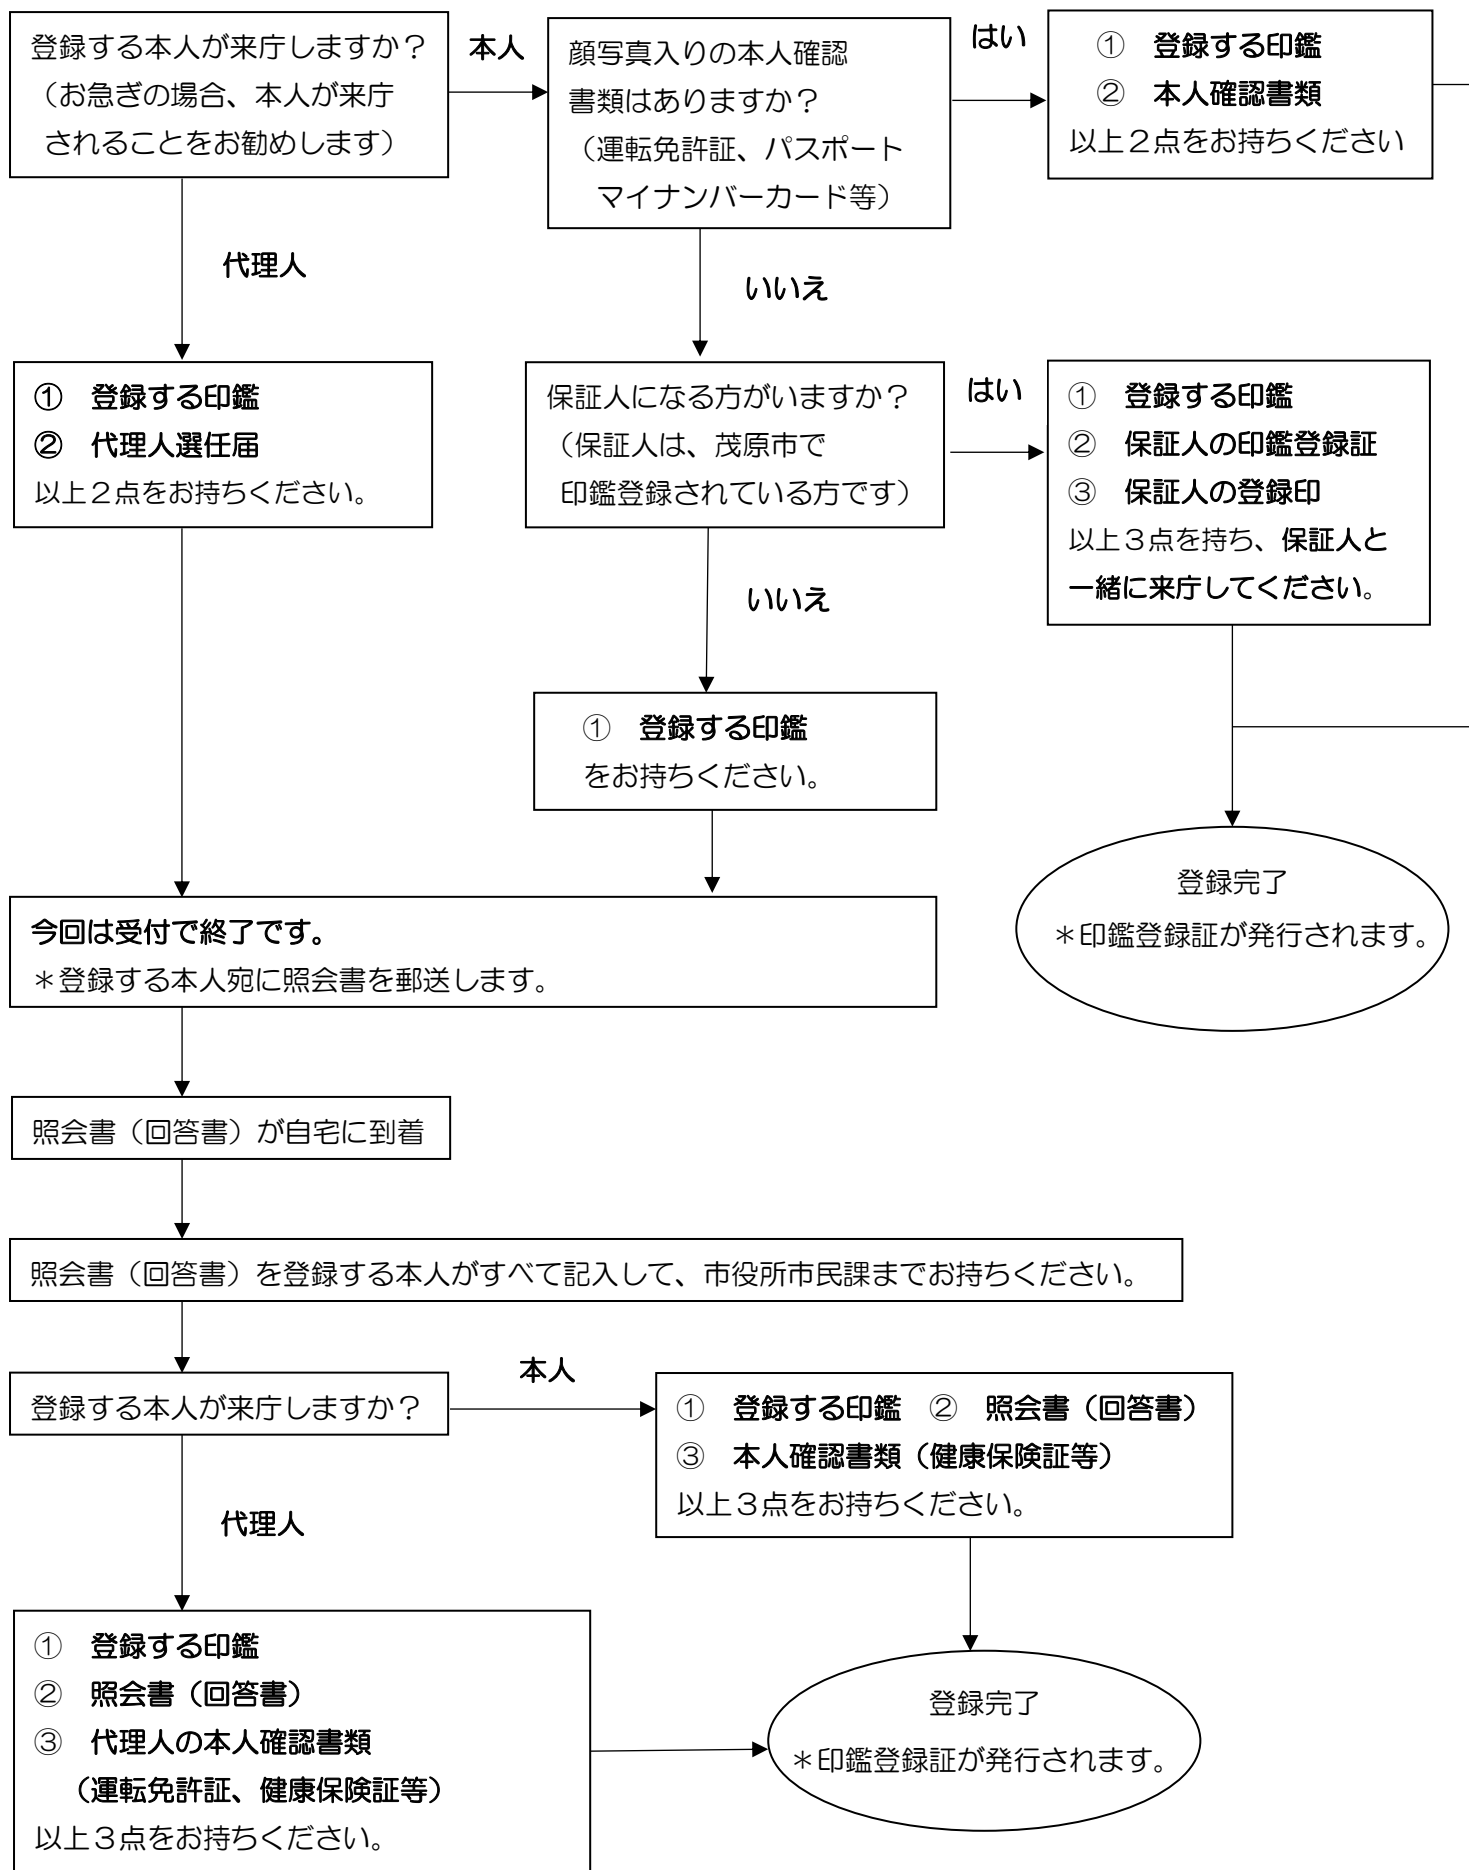 登録する本人が来庁しますか？
（お急ぎの場合、本人が来庁
されることをお勧めします）
本人
顔写真入りの本人確認
書類はありますか？
（運転免許証、パスポート
マイナンバーカード等）
はい
① 登録する印鑑
② 本人確認書類
以上２点をお持ちください
代理人
いいえ
① 登録する印鑑
② 代理人選任届
以上２点をお持ちください。
保証人になる方がいますか？
（保証人は、茂原市で
印鑑登録されている方です）
はい
① 登録する印鑑
② 保証人の印鑑登録証
③ 保証人の登録印
以上３点を持ち、保証人と
一緒に来庁してください。
いいえ
① 登録する印鑑
をお持ちください。
登録完了
＊印鑑登録証が発行されます。
今回は受付で終了です。
＊登録する本人宛に照会書を郵送します。
照会書（回答書）が自宅に到着
照会書（回答書）を登録する本人がすべて記入して、市役所市民課までお持ちください。
登録する本人が来庁しますか？
本人
① 登録する印鑑 ② 照会書（回答書）
③ 本人確認書類（健康保険証等）
以上３点をお持ちください。
代理人
① 登録する印鑑
② 照会書（回答書）
③ 代理人の本人確認書類
（運転免許証、健康保険証等）
以上３点をお持ちください。
登録完了
＊印鑑登録証が発行されます。